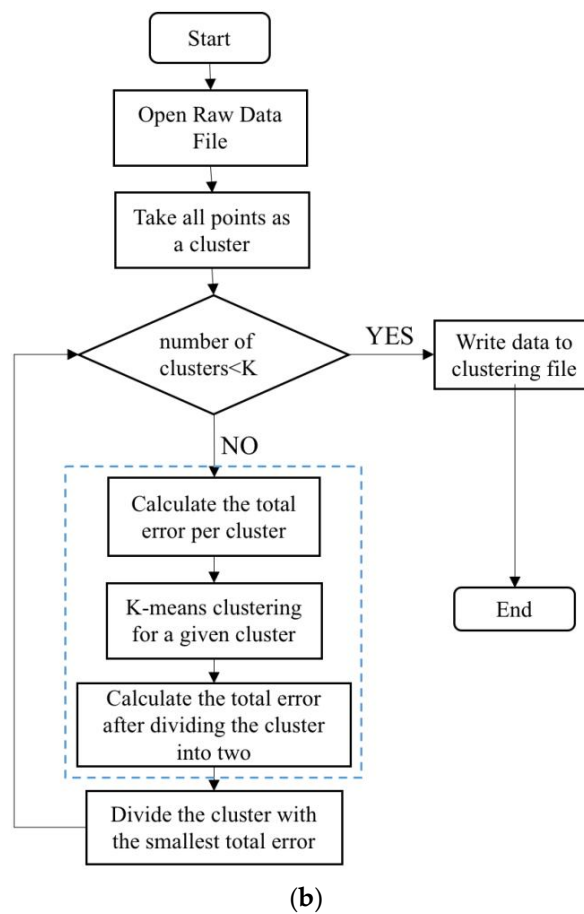 Start
Open Raw Data
File
Take all points as
a cluster
number of
clusters<K
YES
Write data to
clustering file
NO
Calculate the total
error per cluster
K-means clustering
for a given cluster
End
Calculate the total error
after dividing the cluster
into two
Divide the cluster with
the smallest total error
(b)